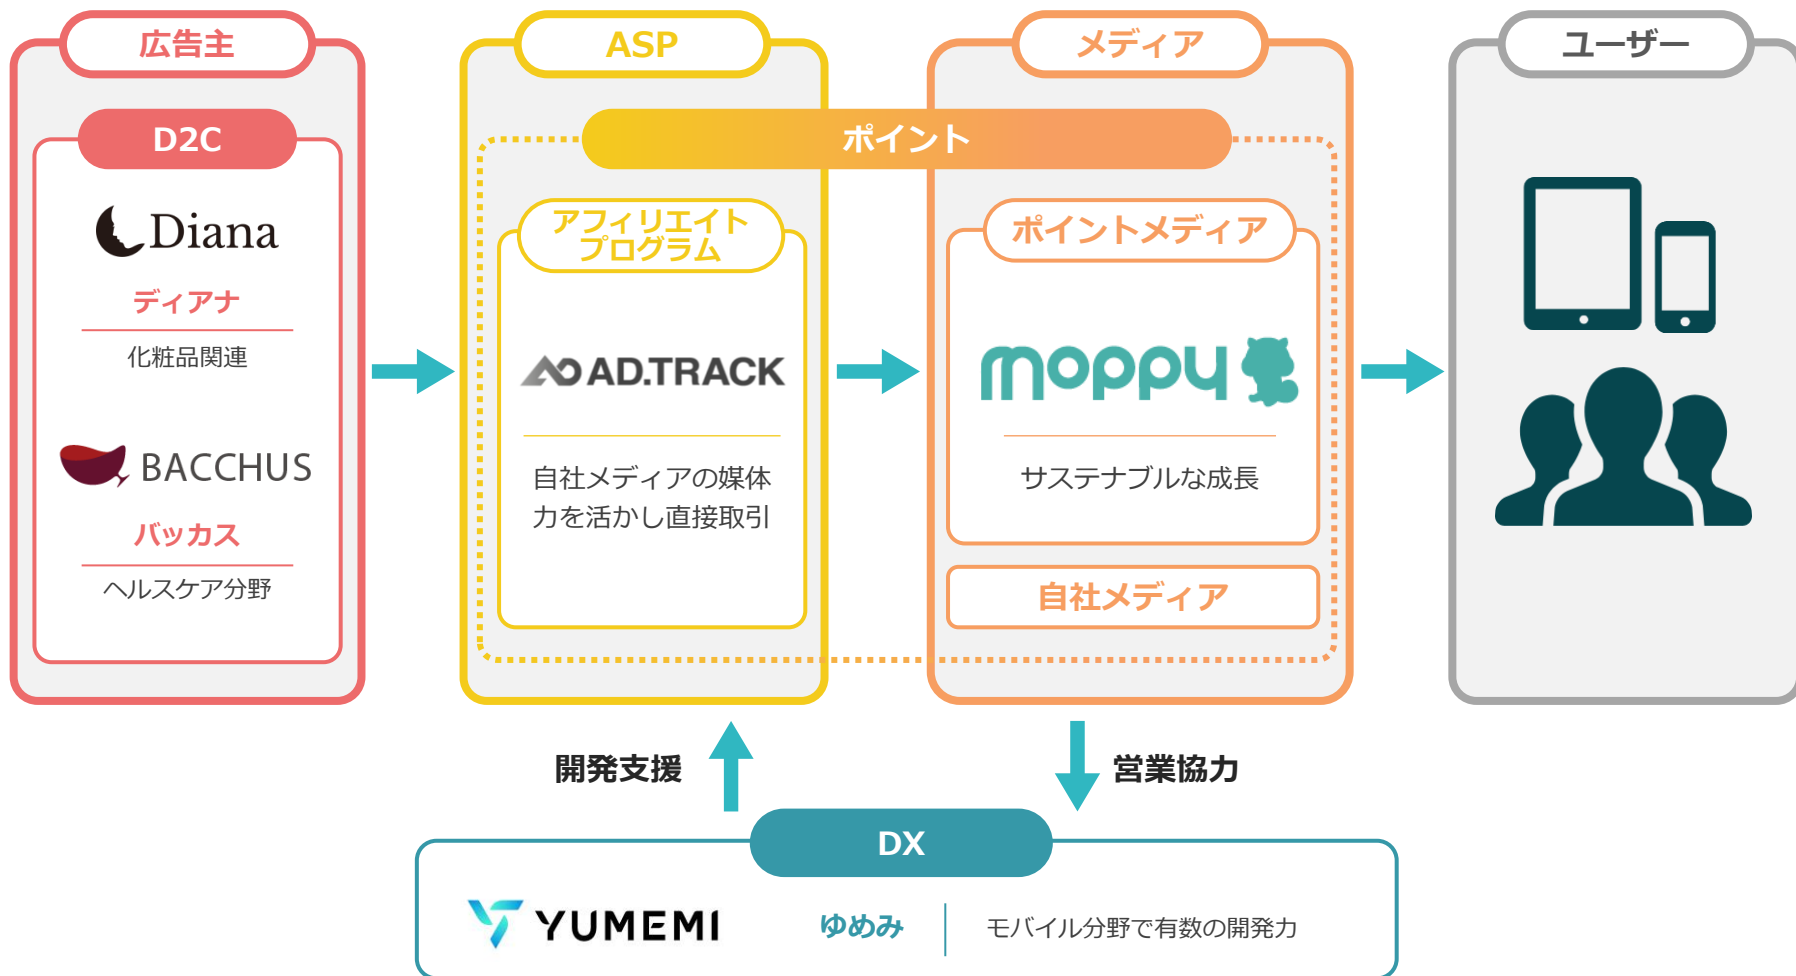 広告主
D2C
Diana
ディアナ
化粧品関連
BACCHUS
バッカス
ヘルスケア分野
ASP
メディア
ポイント
アフィリエイト
プログラム
AD.TRACK
自社メディアの媒体
力を活かし直接取引
ポイントメディア
moppy
サステナブルな成長
自社メディア
ユーザー
開発支援
営業協力
DX
YUMEMI
ゆめみ
モバイル分野で有数の開発力